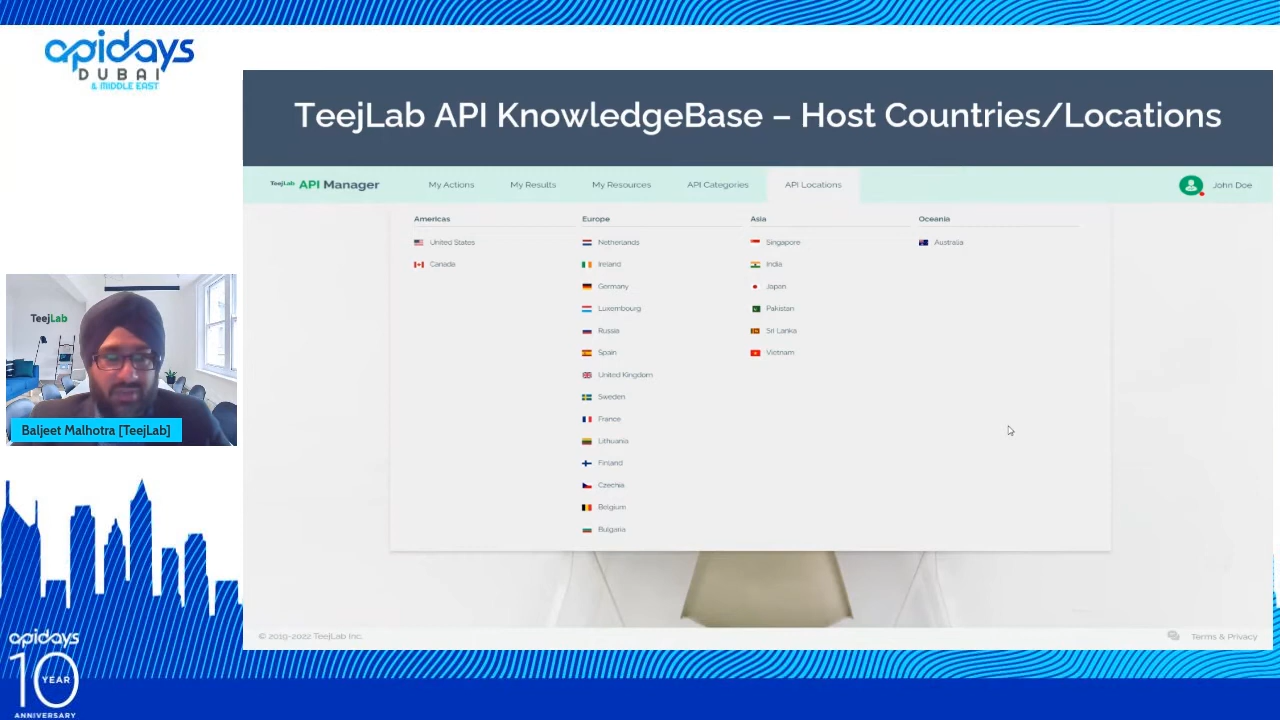 apidays
DUBAI
& MIDDLE EAST
TeejLab API KnowledgeBase – Host Countries/Locations
TeejLab API Manager
My Actions
My Results
My Resources
API Categories
API Locations
John Doe
Americas
United States
Canada
Europe
Netherlands
Ireland
Germany
Luxembourg
Russia
Spain
United Kingdom
Sweden
France
Lithuania
Finland
Czechia
Belgium
Bulgaria
Asia
Singapore
India
Japan
Pakistan
Sri Lanka
Vietnam
Oceania
Australia
© 2019-2022 TeejLab Inc.
Terms & Privacy
TeejLab
Baljeet Malhotra [TeejLab]
apidays
10
YEAR
ANNIVERSARY